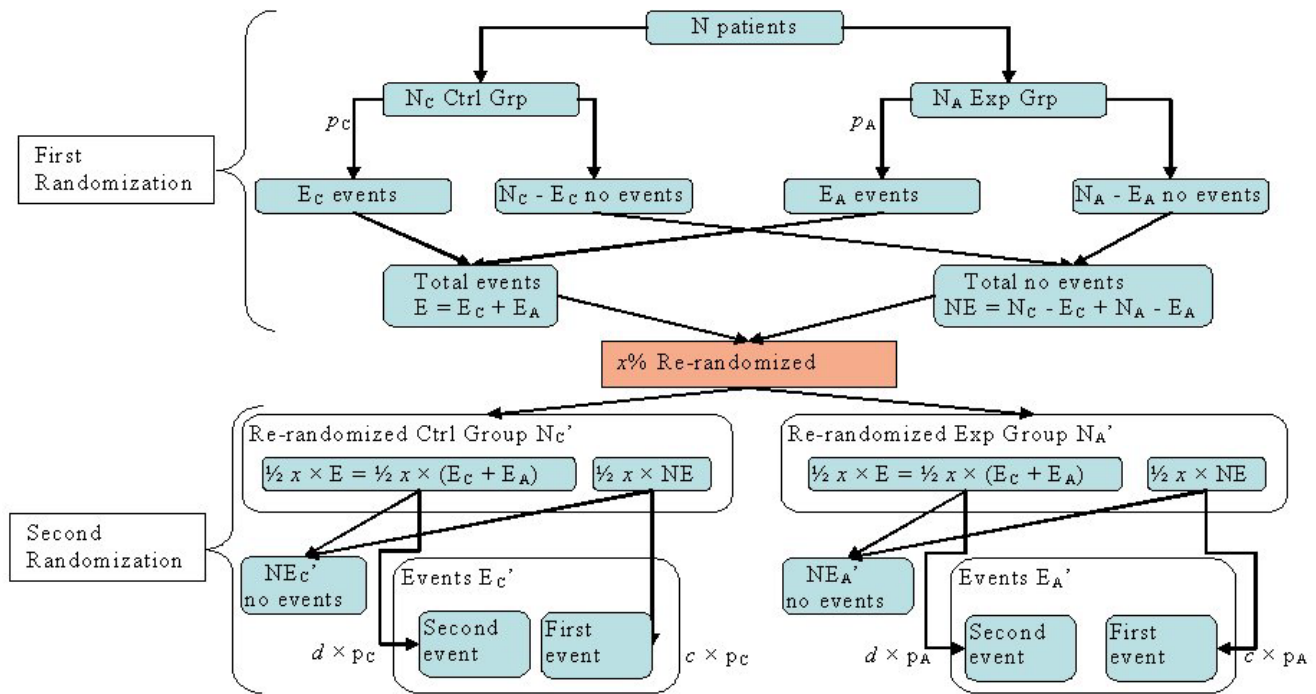 N patients
N_C Ctrl Grp
N_A Exp Grp
p_C
p_A
First
Randomization
E_C events
N_C - E_C no events
E_A events
N_A - E_A no events
Total events
E = E_C + E_A
Total no events
NE = N_C - E_C + N_A - E_A
x% Re-randomized
Re-randomized Ctrl Group N_C’
½ x × E = ½ x × (E_C + E_A)
½ x × NE
Re-randomized Exp Group N_A’
½ x × E = ½ x × (E_C + E_A)
½ x × NE
Second
Randomization
NE_C’
no events
Events E_C’
Second
event
First
event
d × p_C
c × p_C
NE_A’
no events
Events E_A’
Second
event
First
event
d × p_A
c × p_A